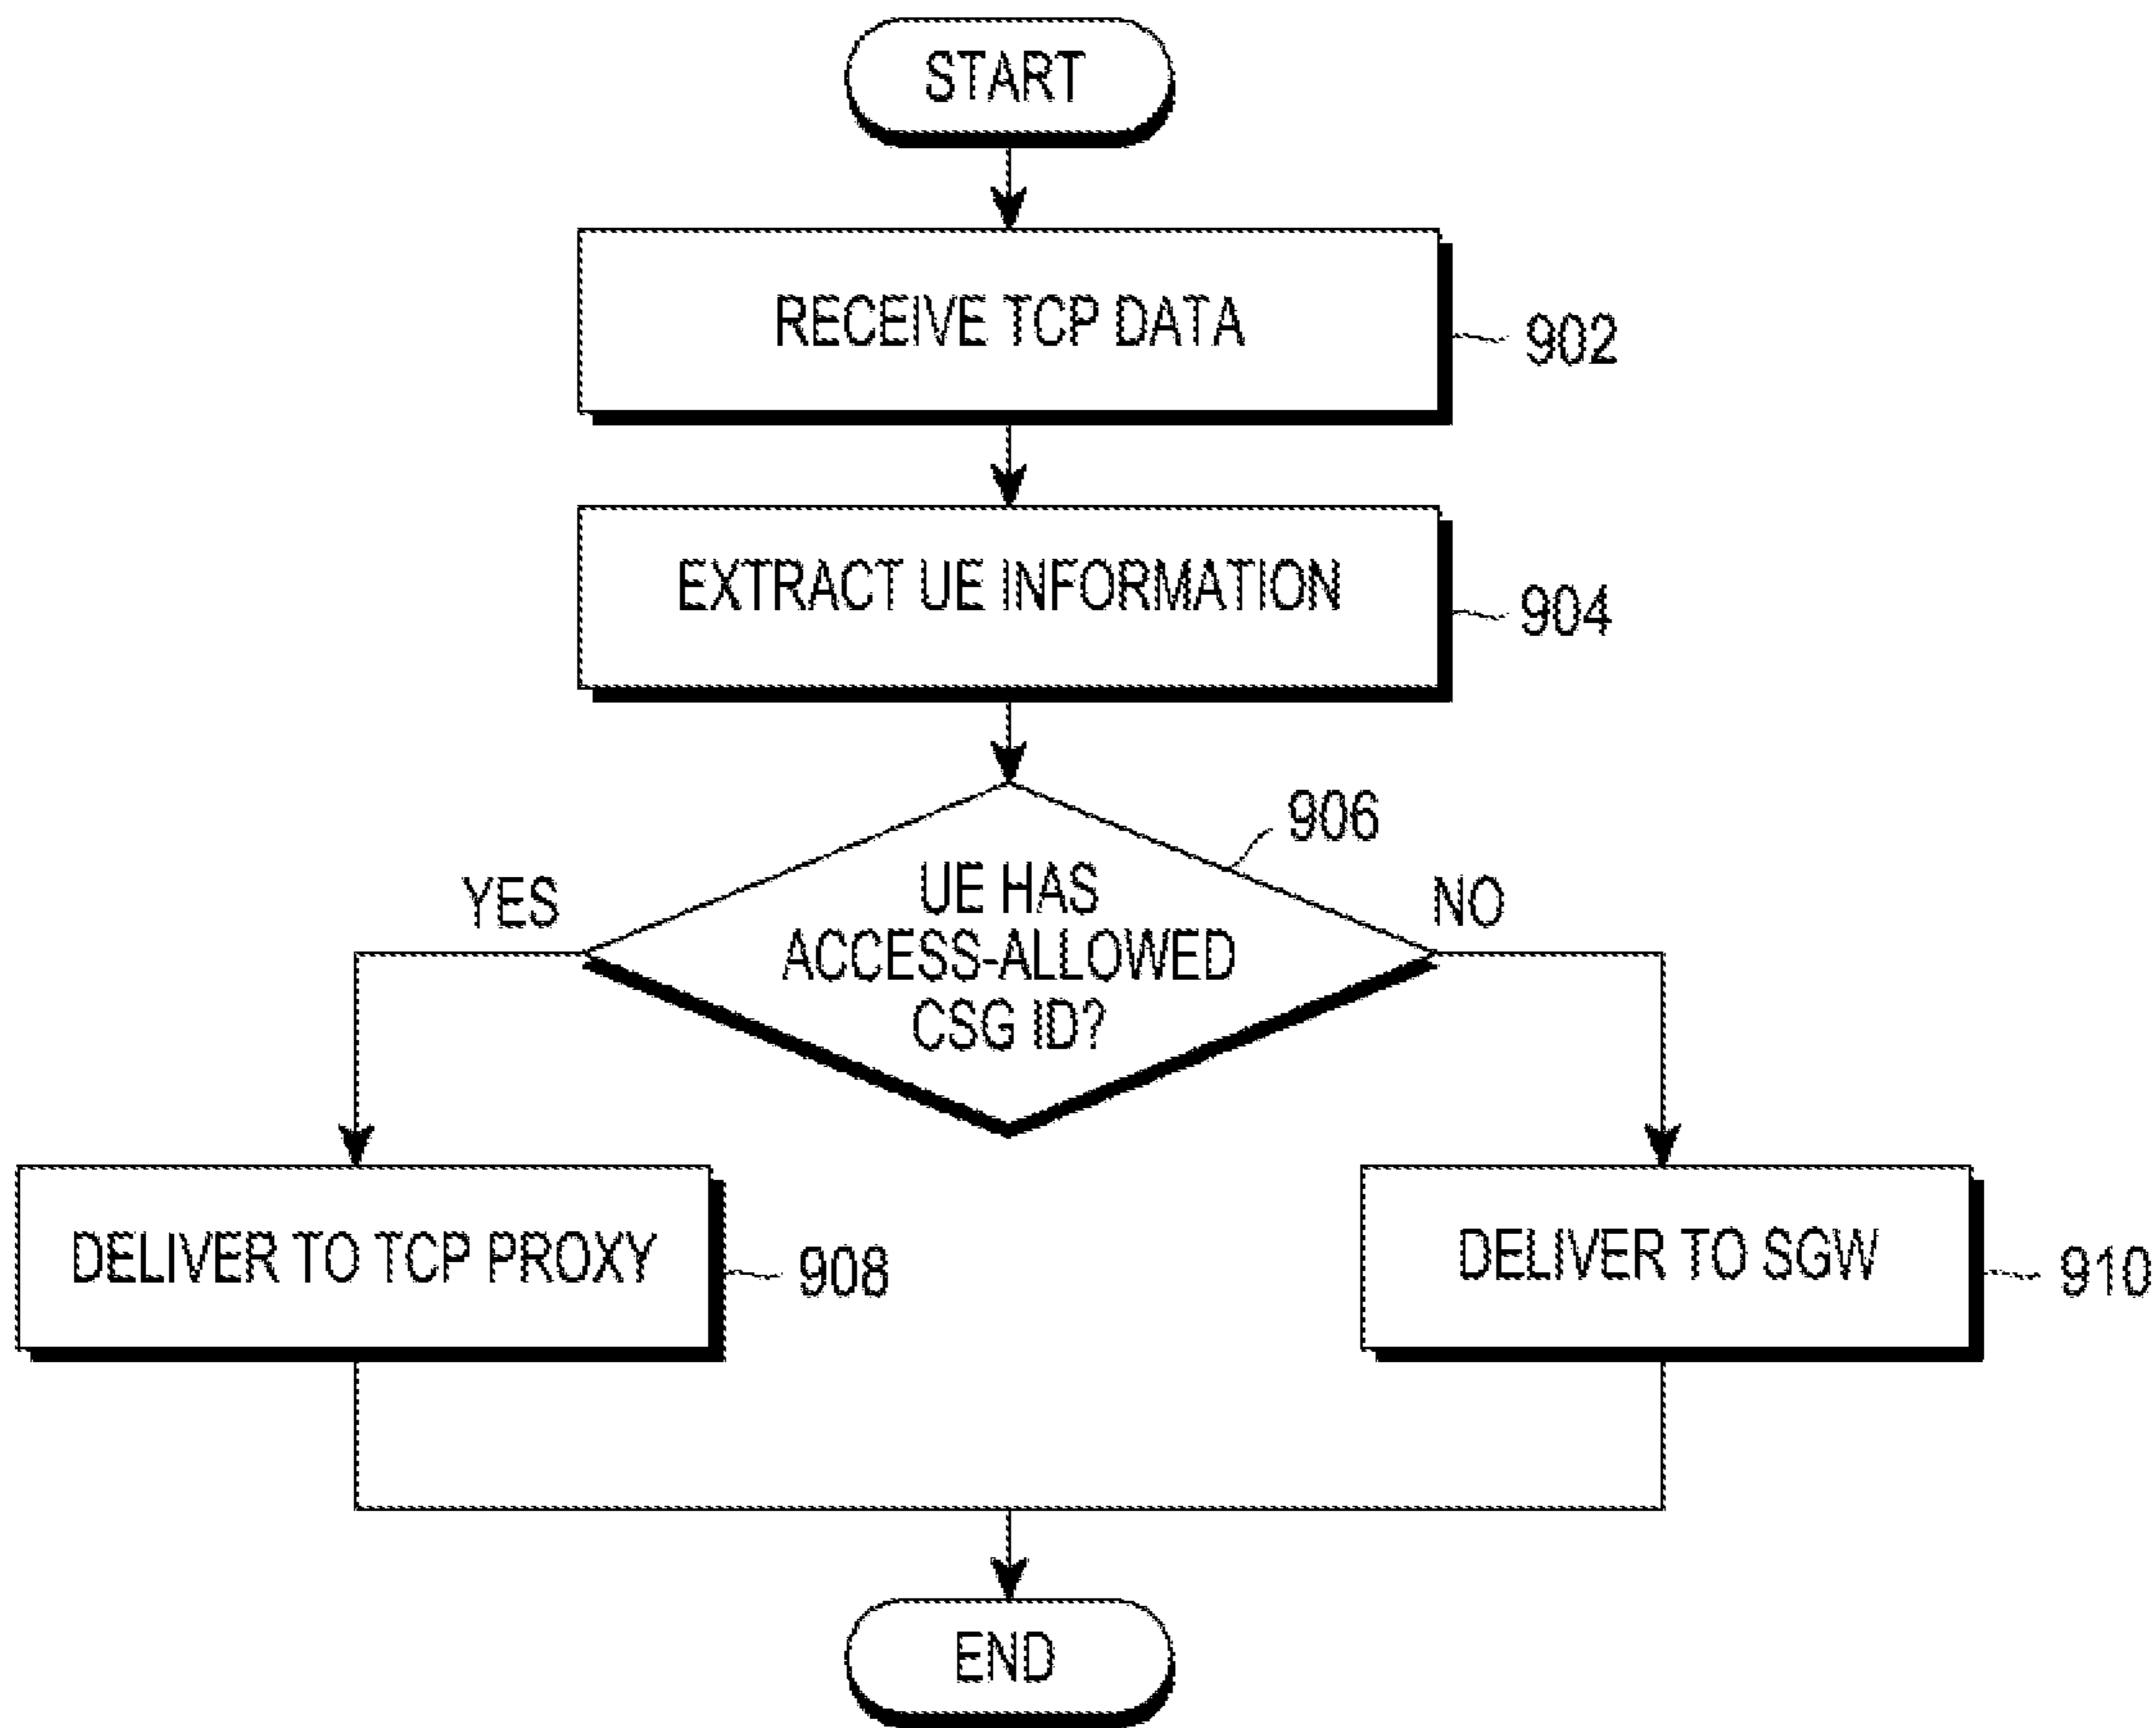 START
RECEIVE TCP DATA
902
EXTRACT UE INFORMATION
904
906
YES
UE HAS
ACCESS-ALLOWED
CSG ID?
NO
DELIVER TO TCP PROXY
908
DELIVER TO SGW
910
END